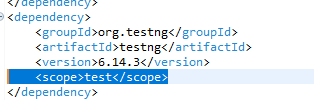 </dependency>
<dependency>
<groupId>org.testng</groupId>
<artifactId>testng</artifactId>
<version>6.14.3</version>
<scope>test</scope>
</dependency>